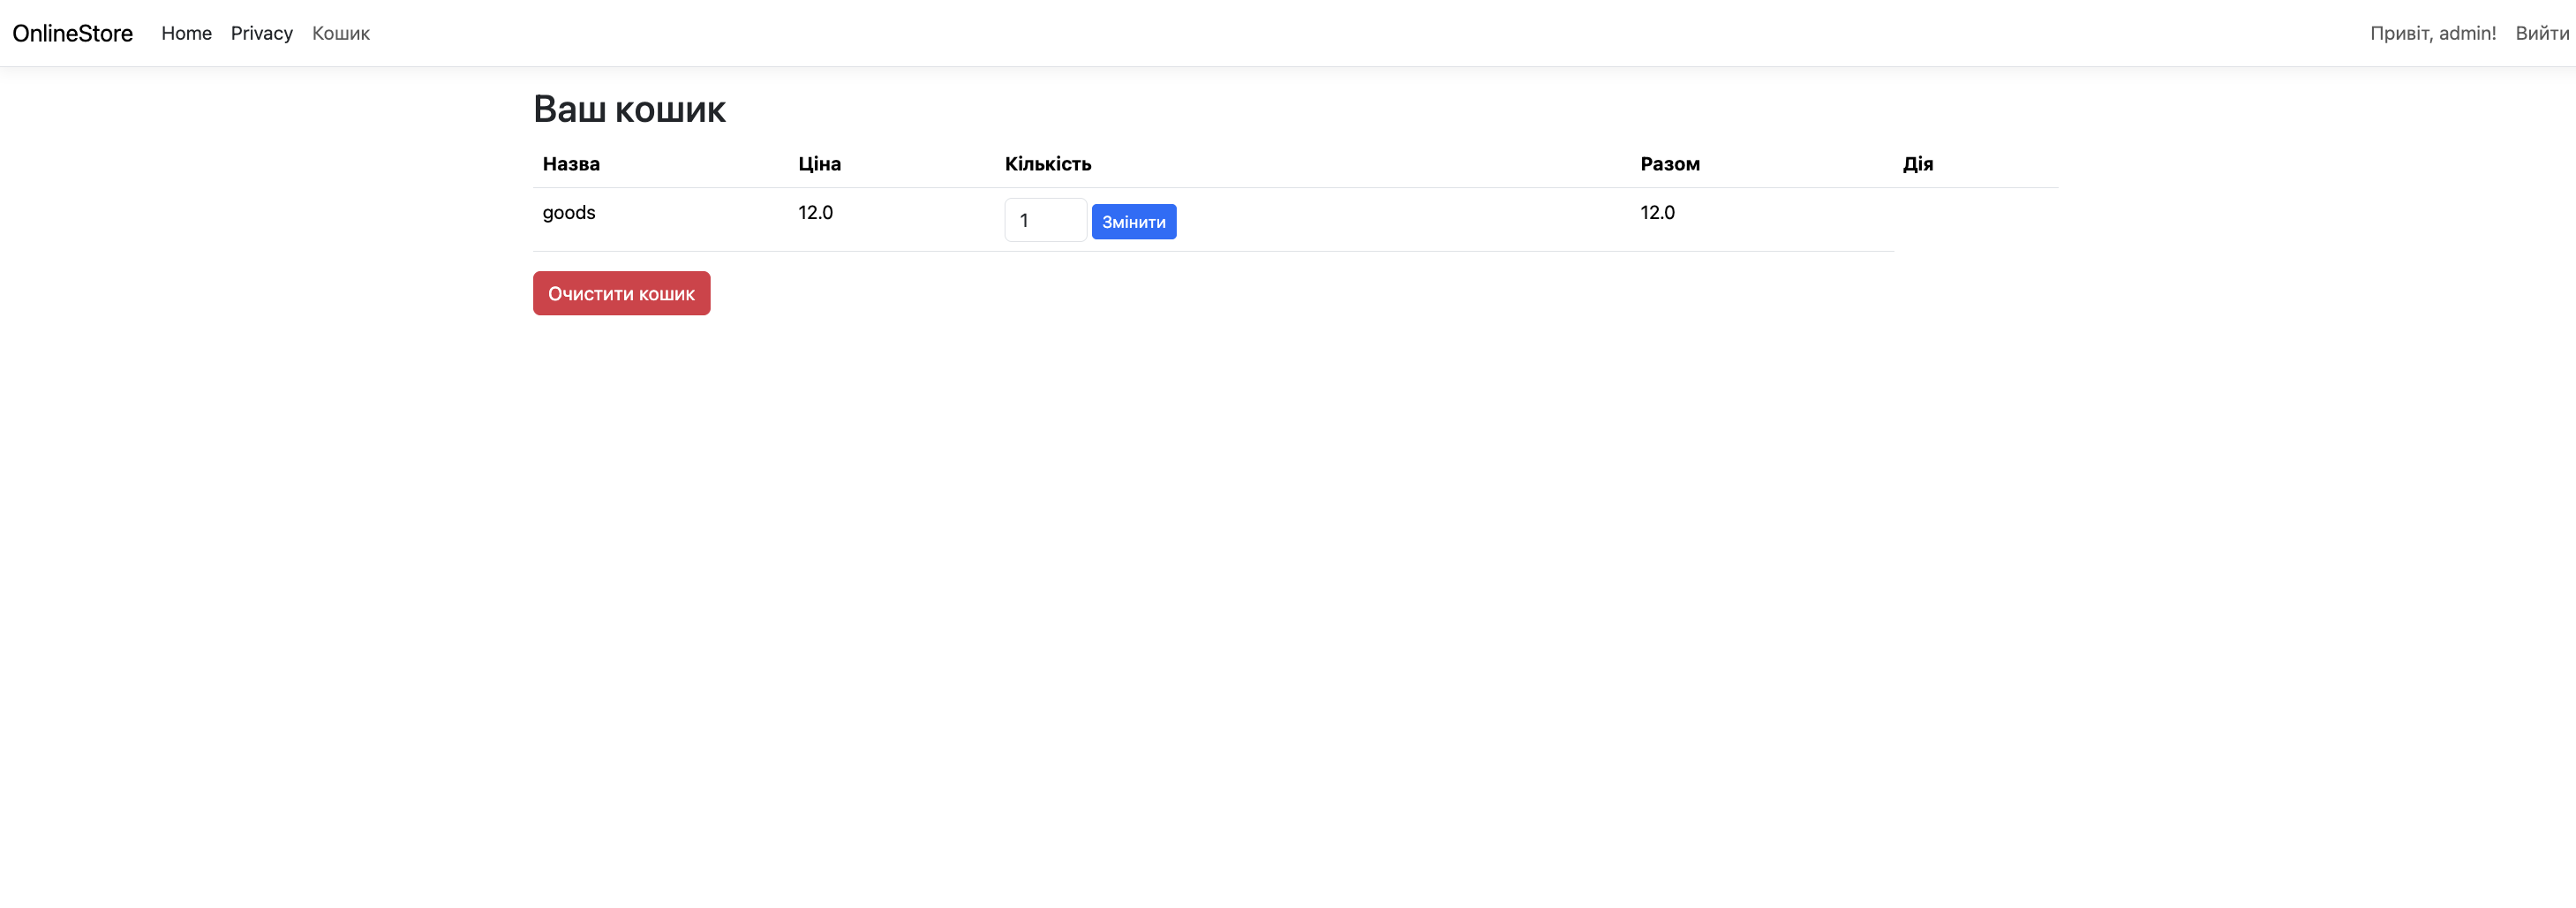 OnlineStore Home Privacy Кошик Привіт, admin! Вийти
Ваш кошик
Назва Ціна Кількість Разом Дія
goods 12.0 1 Змінити 12.0
Очистити кошик